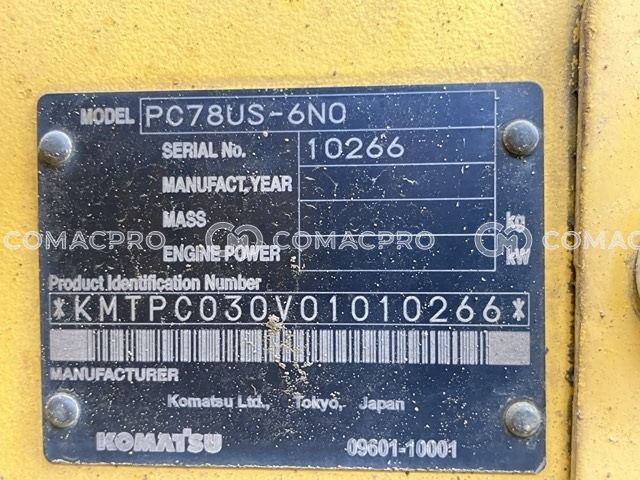 MODEL PC78US-6N0
SERIAL No. 10266
MANUFACT, YEAR
MASS kg
COMACPRO COMACPRO COMACPRO
ENGINE POWER kW
Product Identification Number
*KMTPC030V01010266*
MANUFACTURER
Komatsu Ltd., Tokyo, Japan
KOMATSU 09601-10001